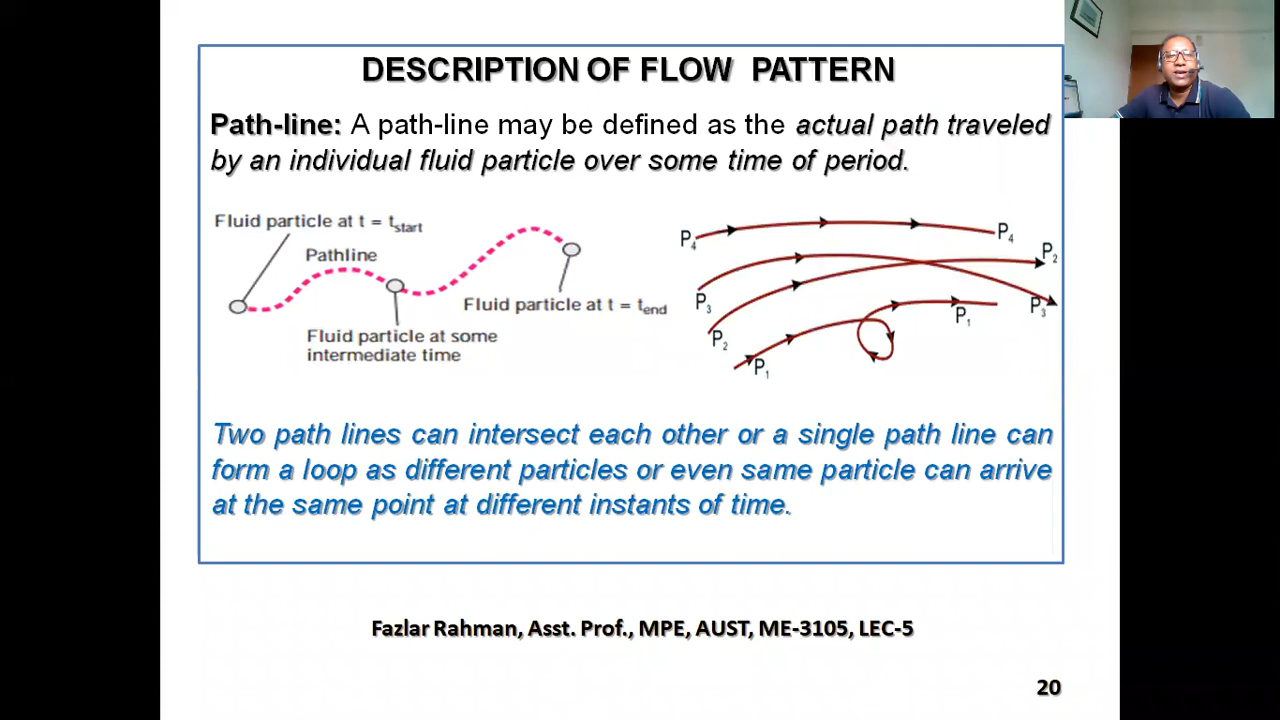 DESCRIPTION OF FLOW PATTERN
Path-line: A path-line may be defined as the actual path traveled
by an individual fluid particle over some time of period.
Fluid particle at t = tstart
Pathline
Fluid particle at t = tend
Fluid particle at some
intermediate time
P4
P4
P2
P3
P3
P1
P2
P1
Two path lines can intersect each other or a single path line can
form a loop as different particles or even same particle can arrive
at the same point at different instants of time.
Fazlar Rahman, Asst. Prof., MPE, AUST, ME-3105, LEC-5
20